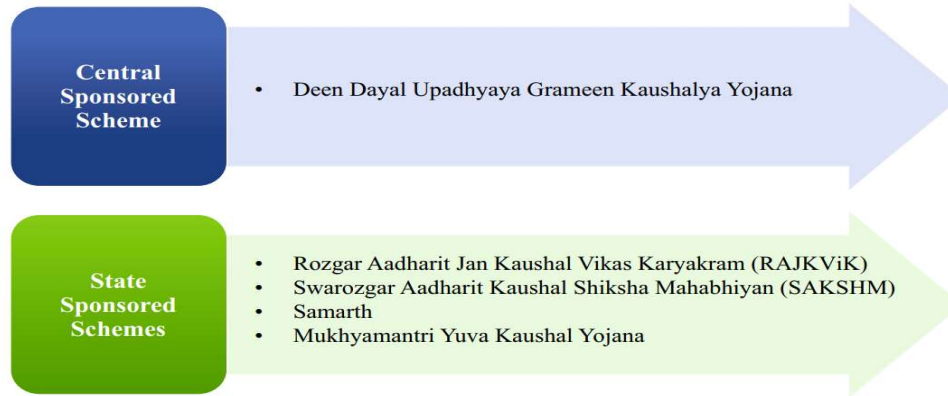 Central
Sponsored
Scheme
• Deen Dayal Upadhyaya Grameen Kaushalya Yojana
State
Sponsored
Schemes
• Rozgar Aadharit Jan Kaushal Vikas Karyakram (RAJKViK)
• Swarozgar Aadharit Kaushal Shiksha Mahabhiyan (SAKSHM)
• Samarth
• Mukhyamantri Yuva Kaushal Yojana